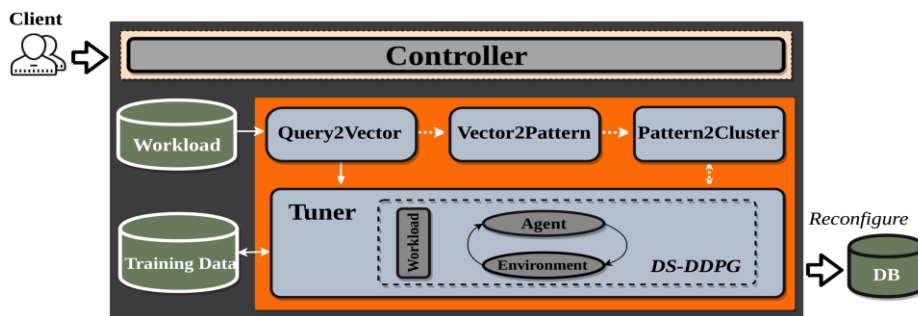 Client
Controller
Workload
Query2Vector
Vector2Pattern
Pattern2Cluster
Tuner
Workload
Agent
Environment
DS-DDPG
Training Data
Reconfigure
DB